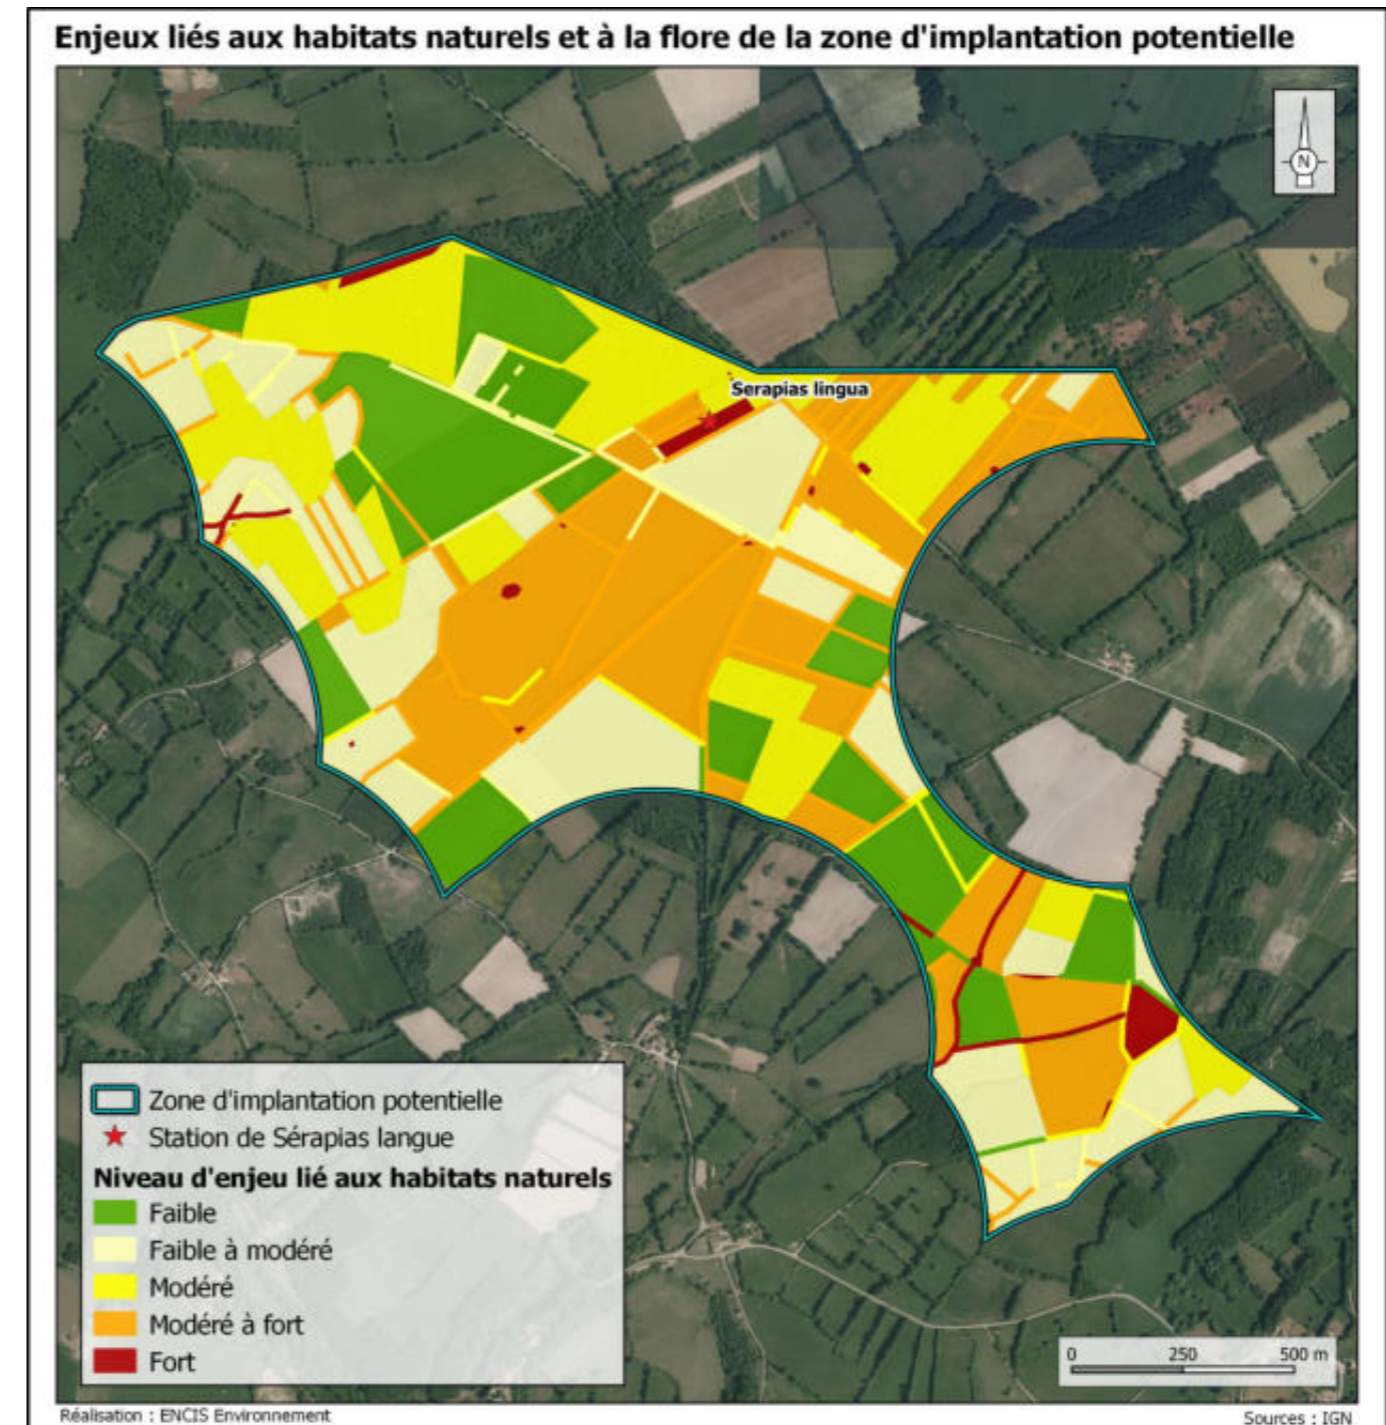 Enjeux liés aux habitats naturels et à la flore de la zone d'implantation potentielle
N
Serapias lingua
Zone d'implantation potentielle
Station de Sérapias langue
Niveau d'enjeu lié aux habitats naturels
Faible
Faible à modéré
Modéré
Modéré à fort
Fort
0 250 500 m
Réalisation : ENCIS Environnement
Sources : IGN